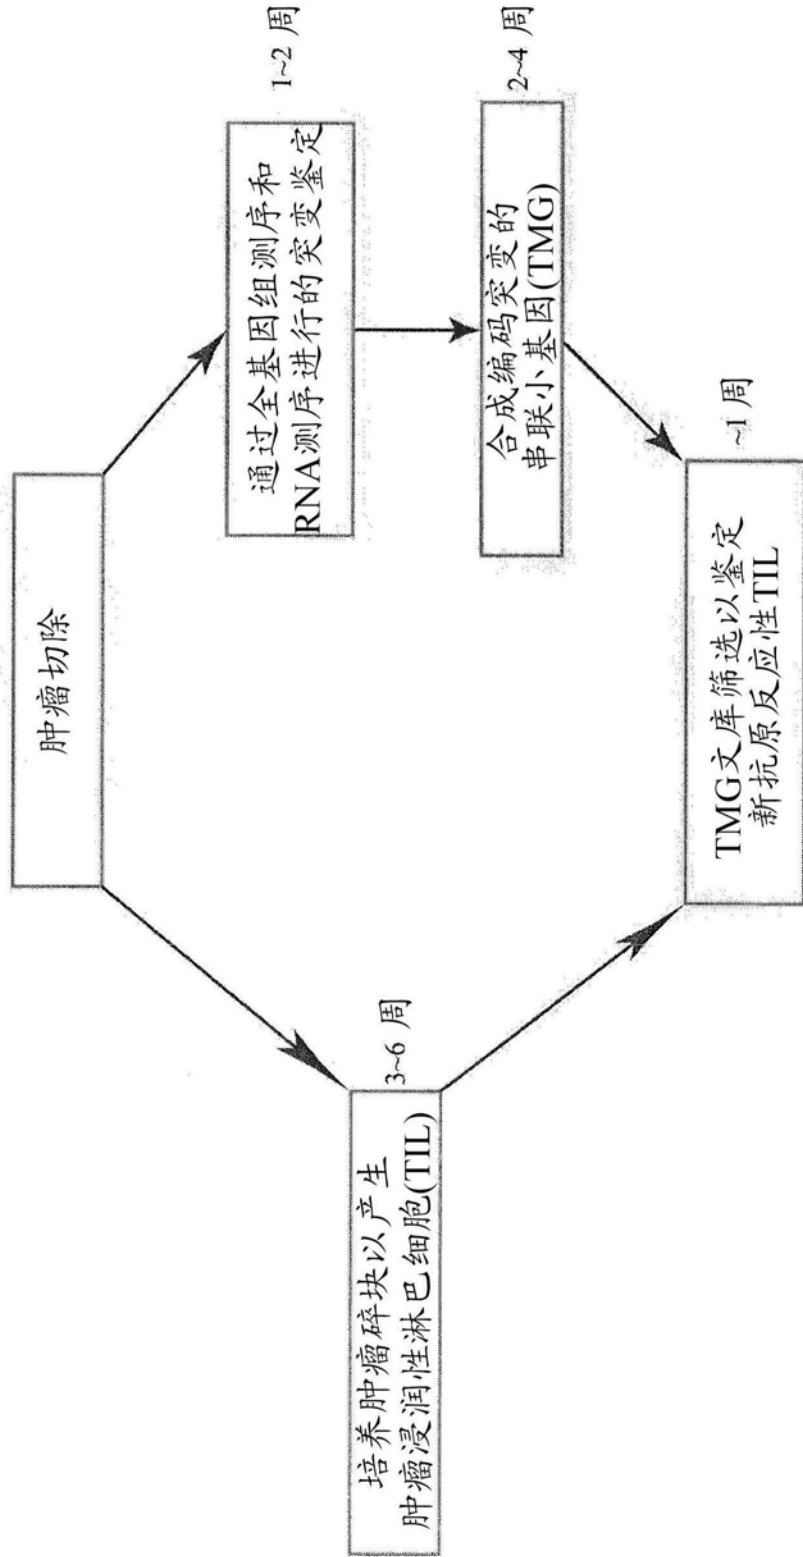 肿瘤切除
通过全基因组测序和
RNA测序进行的突变鉴定
1~2 周
培养肿瘤碎块以产生
肿瘤浸润性淋巴细胞(TIL)
3~6 周
合成编码突变的
串联小基因(TMG)
2~4 周
TMG文库筛选以鉴定
新抗原反应性TIL
~1 周